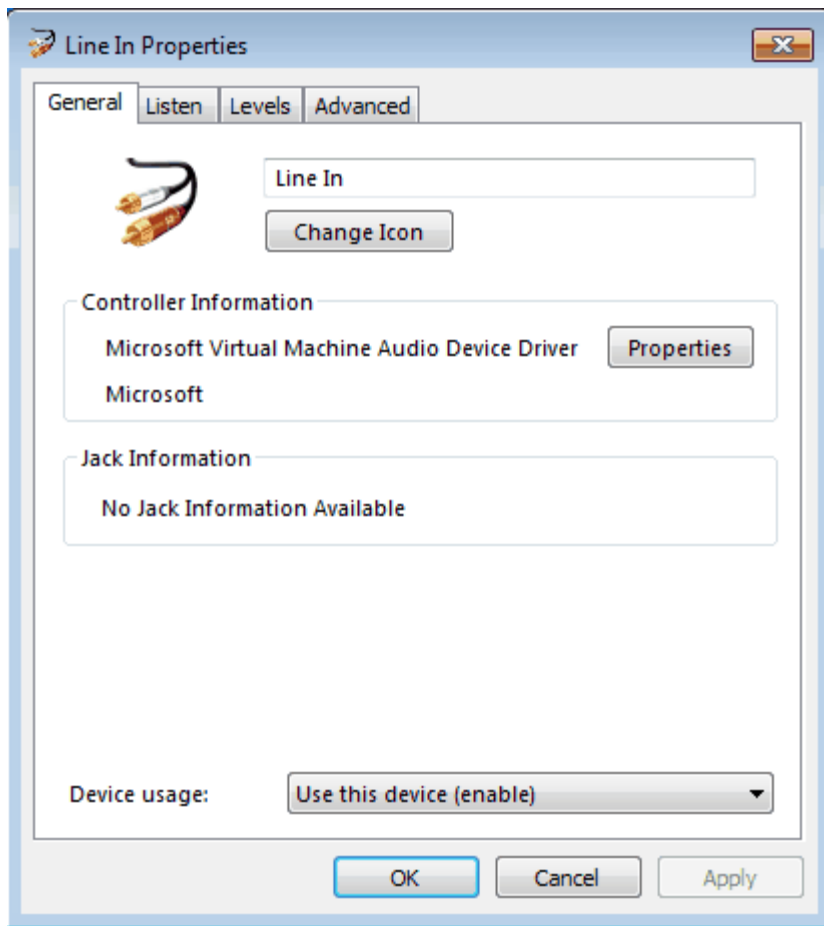 Line In Properties
General Listen Levels Advanced
Line In
Change Icon
Controller Information
Microsoft Virtual Machine Audio Device Driver Properties
Microsoft
Jack Information
No Jack Information Available
Device usage: Use this device (enable)
OK Cancel Apply